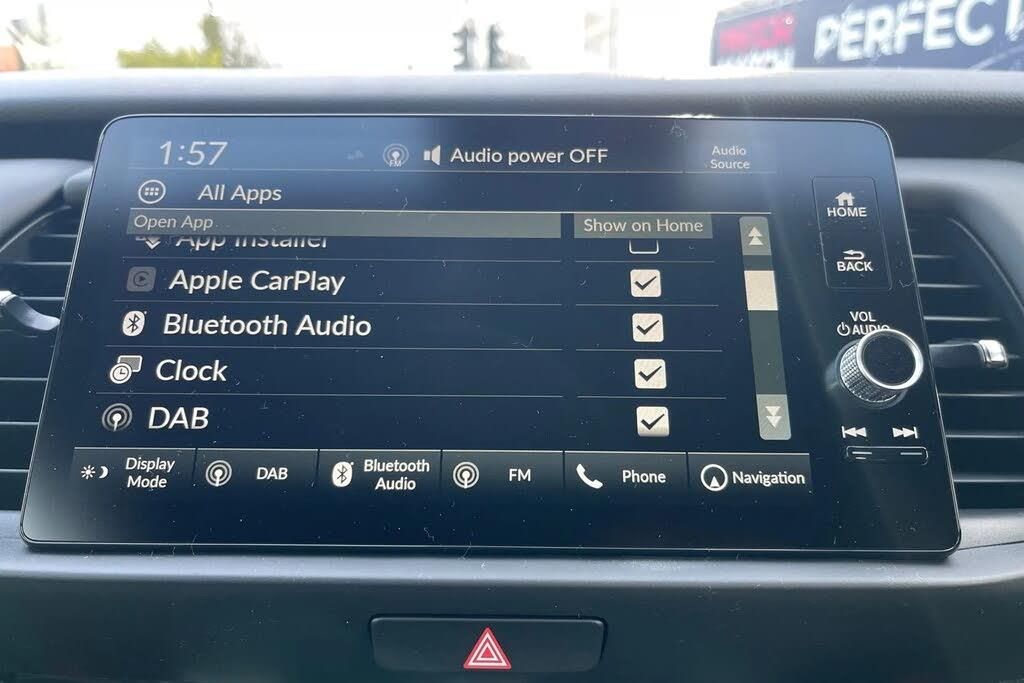 PERFECT
1:57
FM
Audio power OFF
Audio
Source
All Apps
Open App
Show on Home
App Installer
Apple CarPlay
Bluetooth Audio
Clock
DAB
Display
Mode
DAB
Bluetooth
Audio
FM
Phone
Navigation
HOME
BACK
VOL
AUDIO